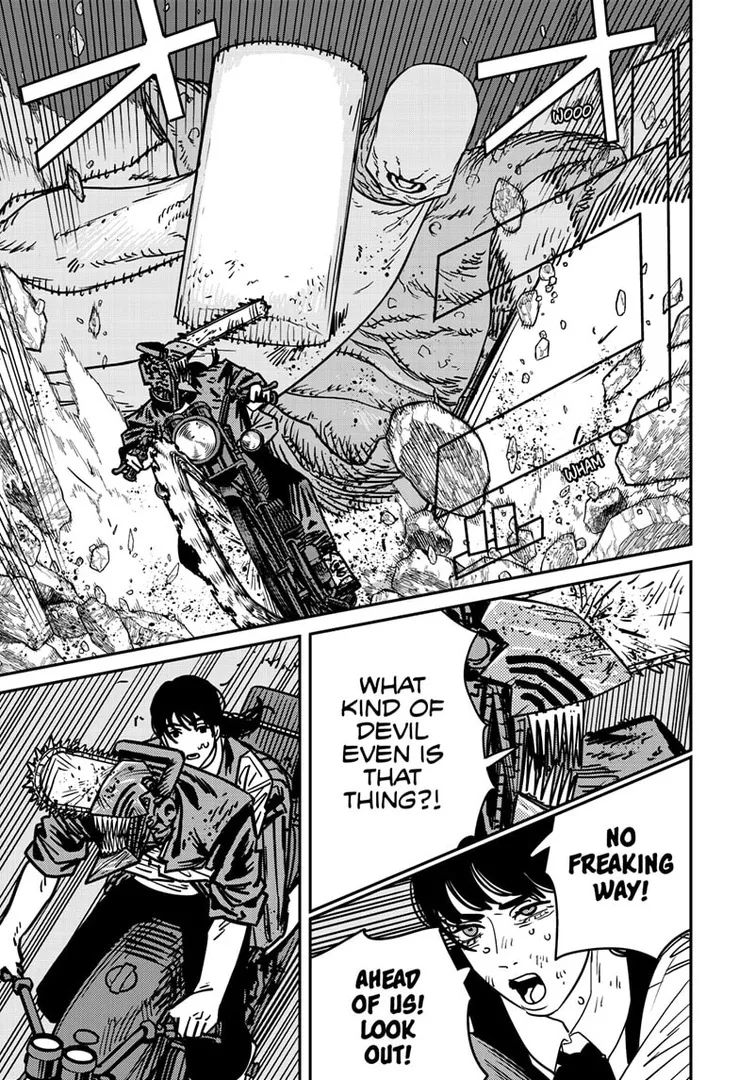 WOOO
WHAM
WHAT
KIND OF
DEVIL
EVEN IS
THAT
THING?!
NO
FREAKING
WAY!
AHEAD
OF US!
LOOK
OUT!